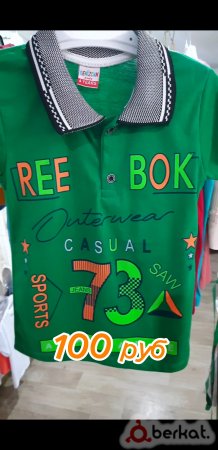 REE BOK
Outerwear
CASUAL
SPORTS
73
SAW
JEANS
100 руб
berkat.